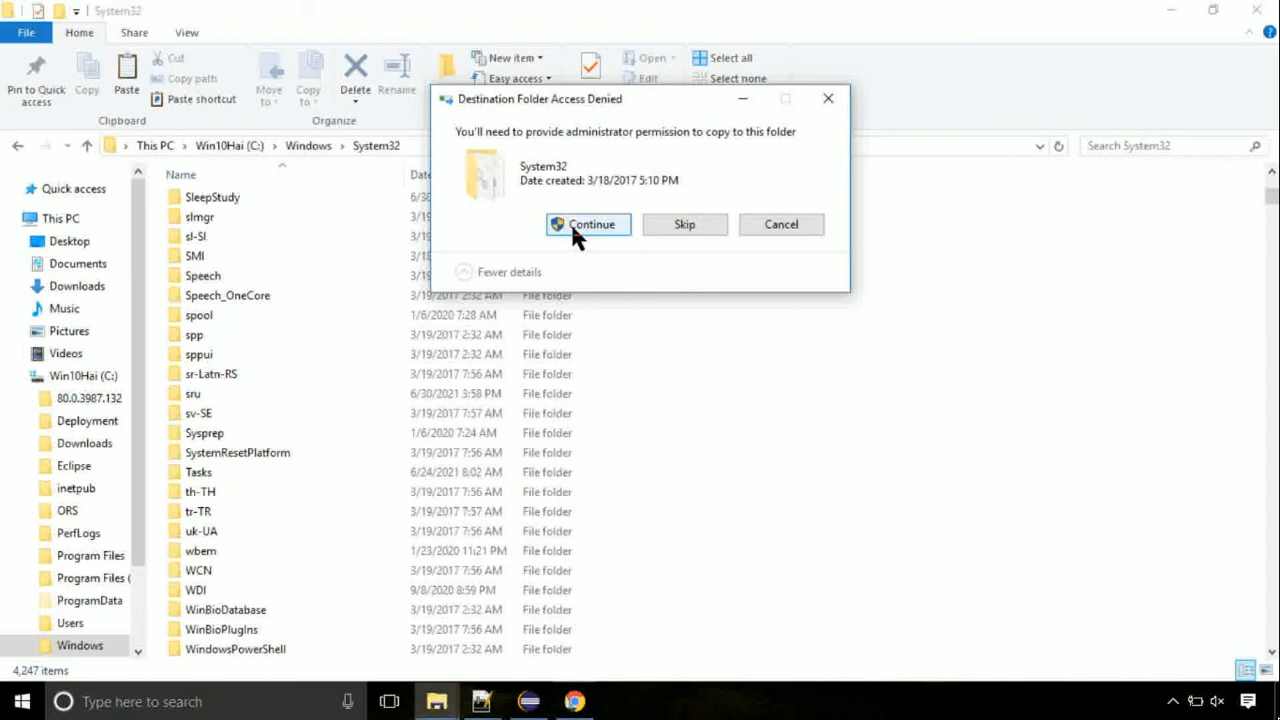 System32
File Home Share View
Pin to Quick access
Copy
Paste
Cut
Copy path
Paste shortcut
Clipboard
Move to
Copy to
Delete
Rename
Organize
New item
Easy access
Open
Edit
Select all
Select none
Destination Folder Access Denied
You'll need to provide administrator permission to copy to this folder
System32
Date created: 3/18/2017 5:10 PM
Continue Skip Cancel
Fewer details
This PC > Win10Hai (C:) > Windows > System32
Search System32
Quick access
This PC
Desktop
Documents
Downloads
Music
Pictures
Videos
Win10Hai (C:)
80.0.3987.132
Deployment
Downloads
Eclipse
inetpub
ORS
PerfLogs
Program Files
Program Files (
ProgramData
Users
Windows
Name
SleepStudy
slmgr
sl-SI
SMI
Speech
Speech_OneCore 3/19/2017 2:32 AM File folder
spool 1/6/2020 7:28 AM File folder
spp 3/19/2017 2:32 AM File folder
sppui 3/19/2017 2:32 AM File folder
sr-Latn-RS 3/19/2017 7:56 AM File folder
sru 6/30/2021 3:58 PM File folder
sv-SE 3/19/2017 7:57 AM File folder
Sysprep 1/6/2020 7:24 AM File folder
SystemResetPlatform 3/19/2017 7:56 AM File folder
Tasks 6/24/2021 8:02 AM File folder
th-TH 3/19/2017 7:56 AM File folder
tr-TR 3/19/2017 7:57 AM File folder
uk-UA 3/19/2017 7:56 AM File folder
wbem 1/23/2020 11:21 PM File folder
WCN 3/19/2017 7:56 AM File folder
WDI 9/8/2020 8:59 PM File folder
WinBioDatabase 3/19/2017 2:32 AM File folder
WinBioPlugIns 3/19/2017 7:56 AM File folder
WindowsPowerShell 3/19/2017 2:32 AM File folder
4,247 items
Type here to search